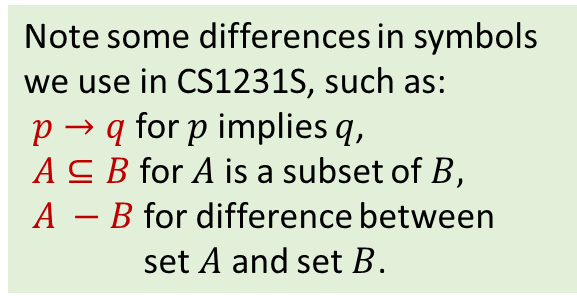 Note some differences in symbols
we use in CS1231S, such as:
p → q for p implies q,
A ⊆ B for A is a subset of B,
A − B for difference between
set A and set B.